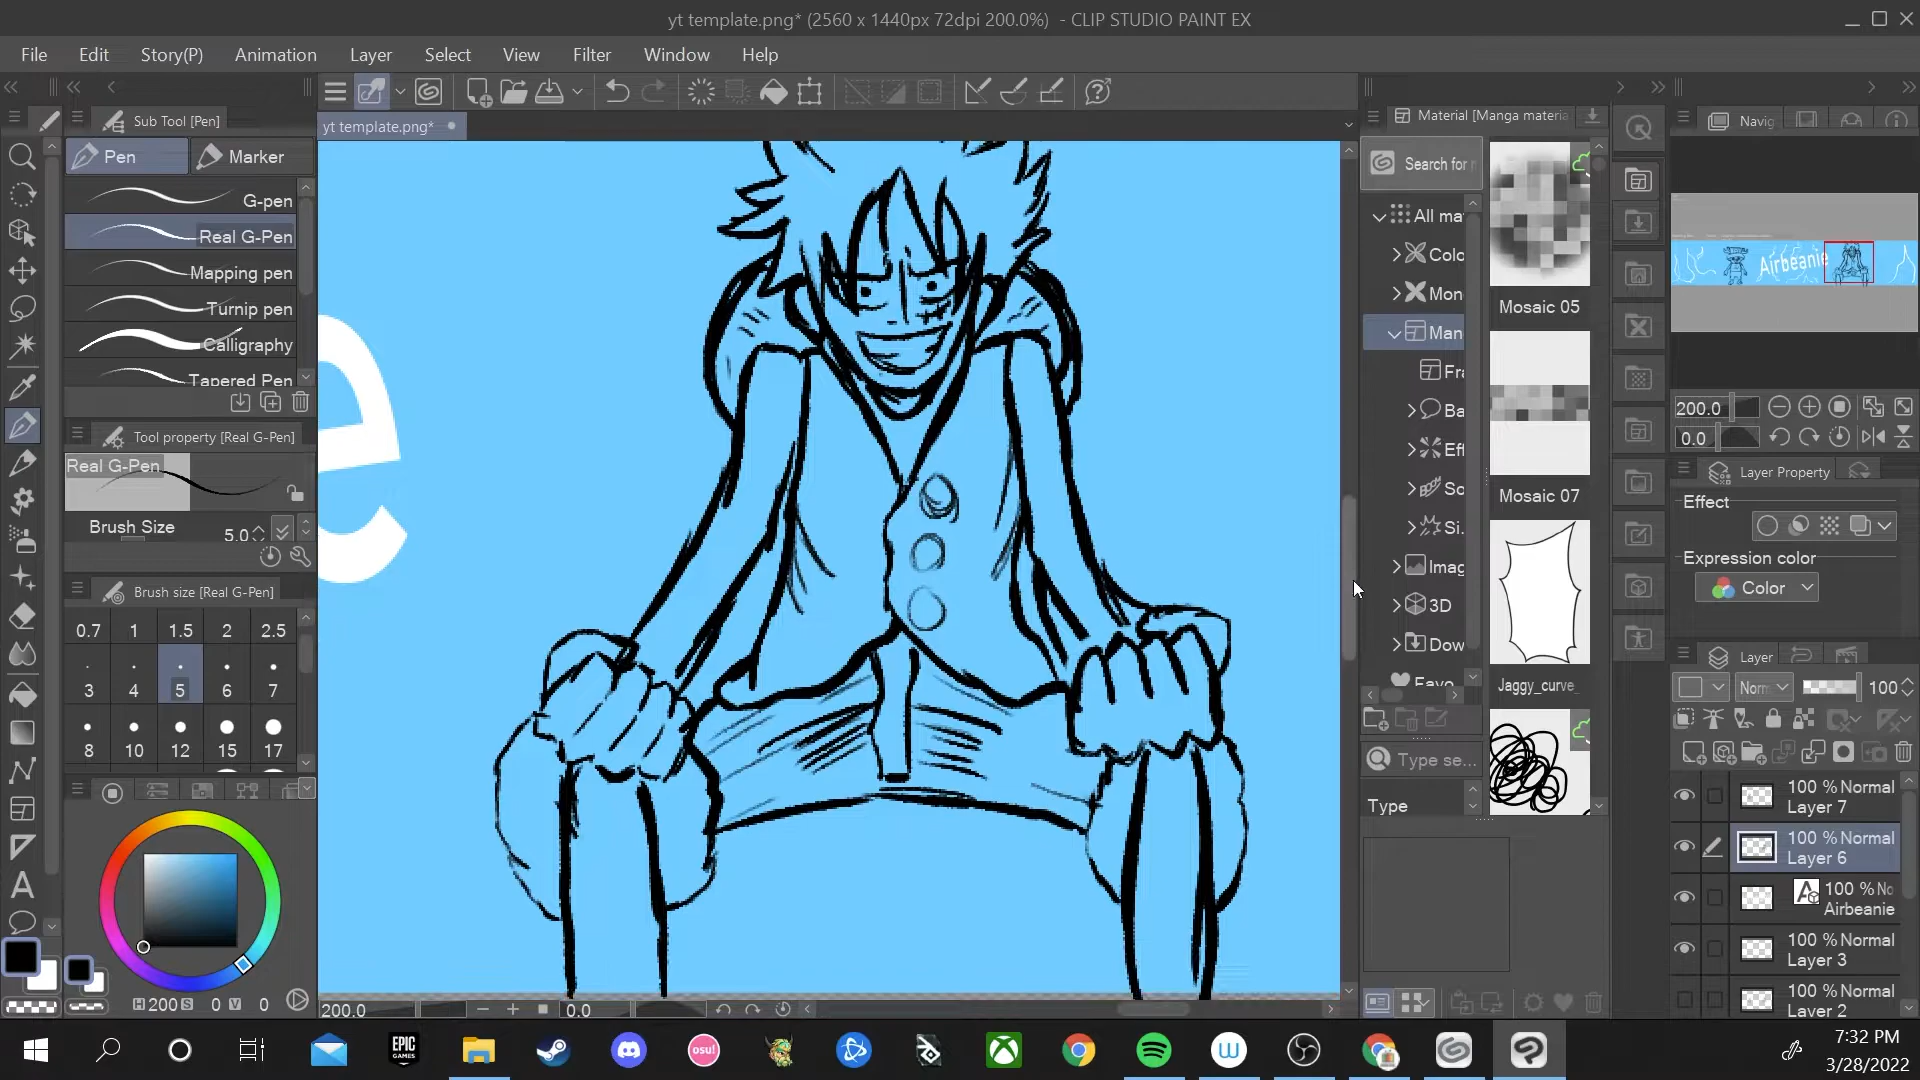 yt template.png* (2560 x 1440px 72dpi 200.0%)  - CLIP STUDIO PAINT EX
File Edit Story(P) Animation Layer Select View Filter Window Help
Sub Tool [Pen]
yt template.png*
Pen Marker
G-pen
Real G-Pen
Mapping pen
Turnip pen
Calligraphy
Tapered Pen
Tool property [Real G-Pen]
Real G-Pen
Brush Size 5.0
Brush size [Real G-Pen]
0.7 1 1.5 2 2.5
3 4 5 6 7
8 10 12 15 17
H 200 S 0 V 0
e
200.0 0.0
Material [Manga materia
Search for
All ma
Colo
Mon
Man
Fra
Ba
Eff
So
Si.
Imag
3D
Dow
Favo
Type se...
Type
Mosaic 05
Mosaic 07
Jaggy_curve_
Navig
Airbeanie
200.0
0.0
Layer Property
Effect
Expression color
Color
Layer
Norm 100
100 % Normal
Layer 7
100 % Normal
Layer 6
100 % No
Airbeanie
100 % Normal
Layer 3
100 % Normal
Layer 2
EPIC
GAMES
osu!
7:32 PM
3/28/2022